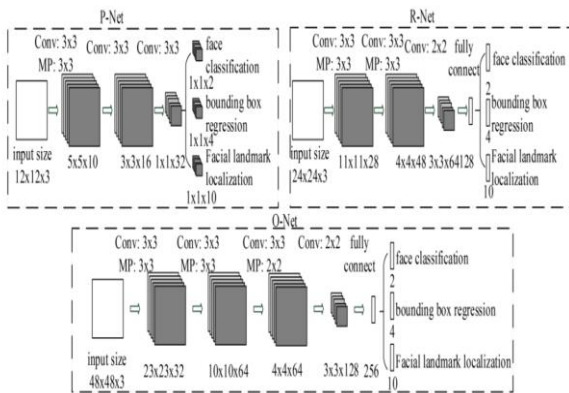 P-Net
Conv: 3x3 Conv: 3x3 Conv: 3x3
MP: 3x3
face
classification
1x1x2
bounding box
regression
1x1x4
Facial landmark
localization
1x1x10
input size
12x12x3
5x5x10
3x3x16
1x1x32
R-Net
Conv: 3x3 Conv: 3x3 Conv: 2x2
MP: 3x3 MP: 3x3
fully
connect
face
classification
2
bounding box
regression
4
Facial landmark
localization
10
input size
24x24x3
11x11x28
4x4x48
3x3x64
128
O-Net
Conv: 3x3 Conv: 3x3 Conv: 3x3 Conv: 2x2
MP: 3x3 MP: 3x3 MP: 2x2
fully
connect
face classification
2
bounding box regression
4
Facial landmark localization
10
input size
48x48x3
23x23x32
10x10x64
4x4x64
3x3x128
256